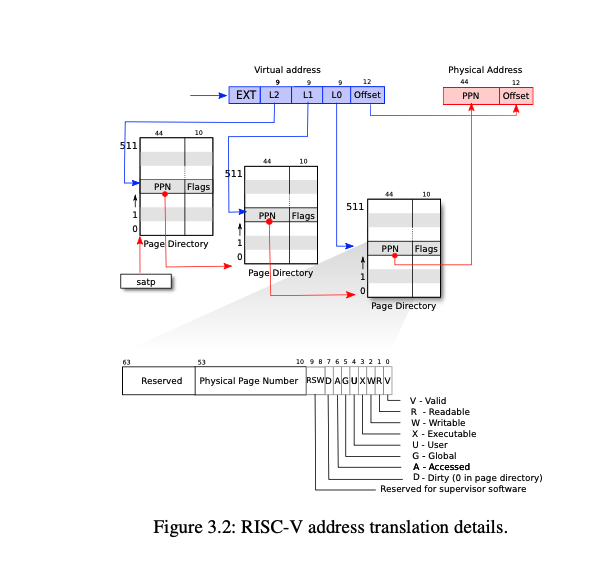 Virtual address
Physical Address
9 9 9 12
44 12
EXT L2 L1 L0 Offset
PPN Offset
44 10
511
PPN Flags
1
0
Page Directory
satp
44 10
511
PPN Flags
1
0
Page Directory
44 10
511
PPN Flags
1
0
Page Directory
63 53 10 9 8 7 6 5 4 3 2 1 0
Reserved Physical Page Number RSW D A G U X W R V
V - Valid
R - Readable
W - Writable
X - Executable
U - User
G - Global
A - Accessed
D - Dirty (0 in page directory)
Reserved for supervisor software
Figure 3.2: RISC-V address translation details.